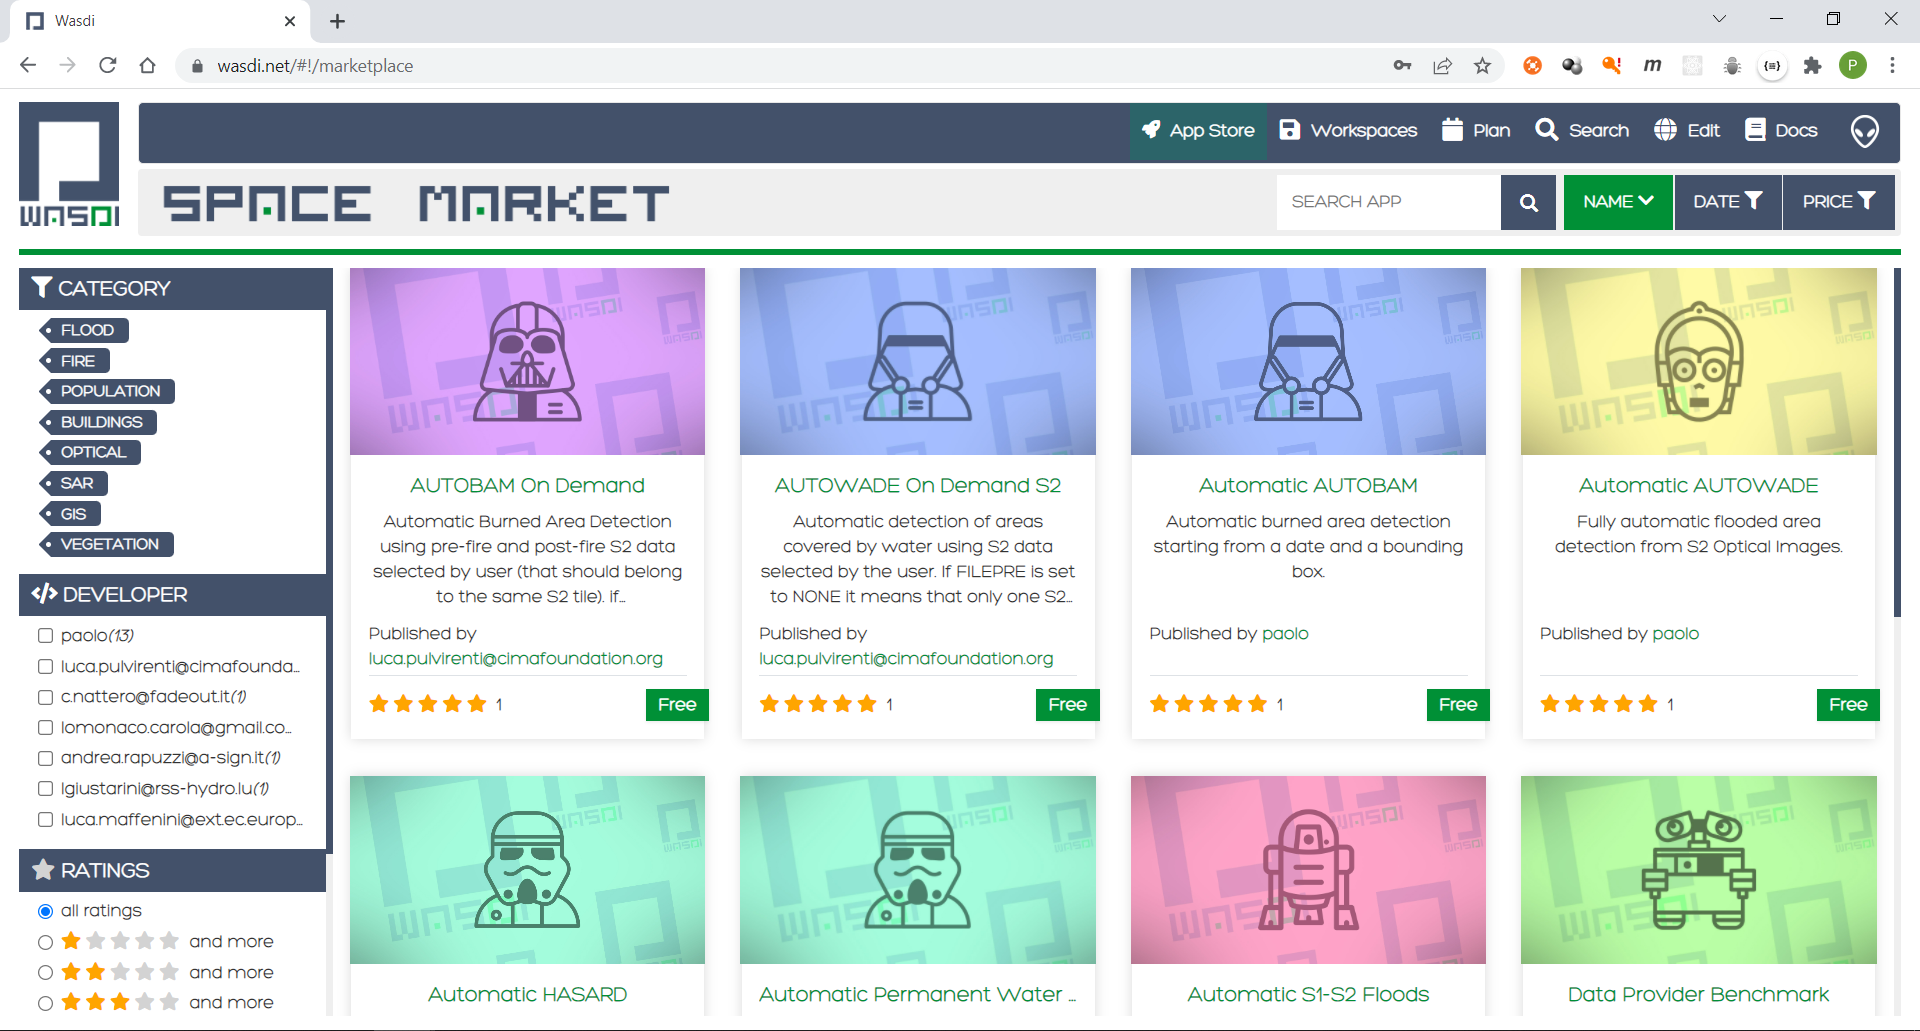 Wasdi
wasdi.net/#!/marketplace
m
P
WASDI
App Store
Workspaces
Plan
Search
Edit
Docs
SPACE MARKET
SEARCH APP
NAME
DATE
PRICE
CATEGORY
FLOOD
FIRE
POPULATION
BUILDINGS
OPTICAL
SAR
GIS
VEGETATION
DEVELOPER
paolo(13)
luca.pulvirenti@cimafounda...
c.nattero@fadeout.it(1)
lomonaco.carola@gmail.co...
andrea.rapuzzi@a-sign.it(1)
lgiustarini@rss-hydro.lu(1)
luca.maffenini@ext.ec.europ...
RATINGS
all ratings
and more
and more
and more
WASDI
AUTOBAM On Demand
Automatic Burned Area Detection
using pre-fire and post-fire S2 data
selected by user (that should belong
to the same S2 tile). if...
Published by
luca.pulvirenti@cimafoundation.org
1
Free
WASDI
AUTOWADE On Demand S2
Automatic detection of areas
covered by water using S2 data
selected by the user. If FILEPRE is set
to NONE it means that only one S2...
Published by
luca.pulvirenti@cimafoundation.org
1
Free
WASDI
Automatic AUTOBAM
Automatic burned area detection
starting from a date and a bounding
box.
Published by paolo
1
Free
WASDI
Automatic AUTOWADE
Fully automatic flooded area
detection from S2 Optical Images.
Published by paolo
1
Free
WASDI
Automatic HASARD
WASDI
Automatic Permanent Water ...
WASDI
Automatic S1-S2 Floods
WASDI
Data Provider Benchmark